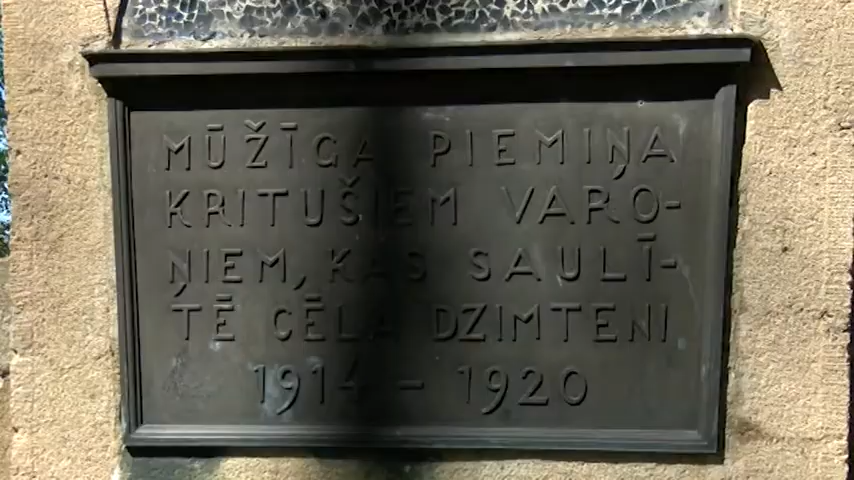 MŪŽĪGA PIEMIŅA
KRITUŠIEM VARO-
ŅIEM, KAS SAULĪ-
TĒ CĒLA DZIMTENI
1914 - 1920